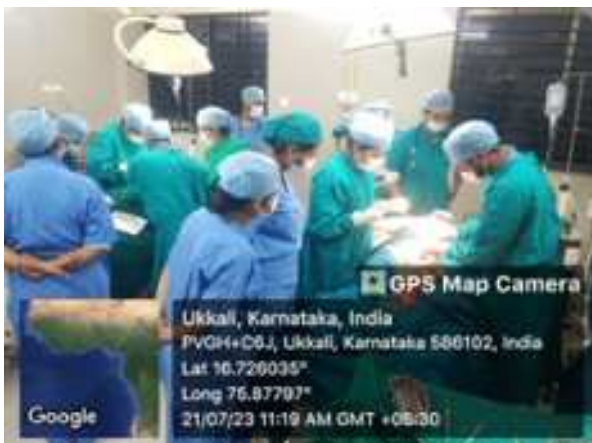 GPS Map Camera
Ukkali, Karnataka, India
PVGH+C6J, Ukkali, Karnataka 586102, India
Lat 16.726035°
Long 75.87797°
21/07/23 11:19 AM GMT +05:30
Google